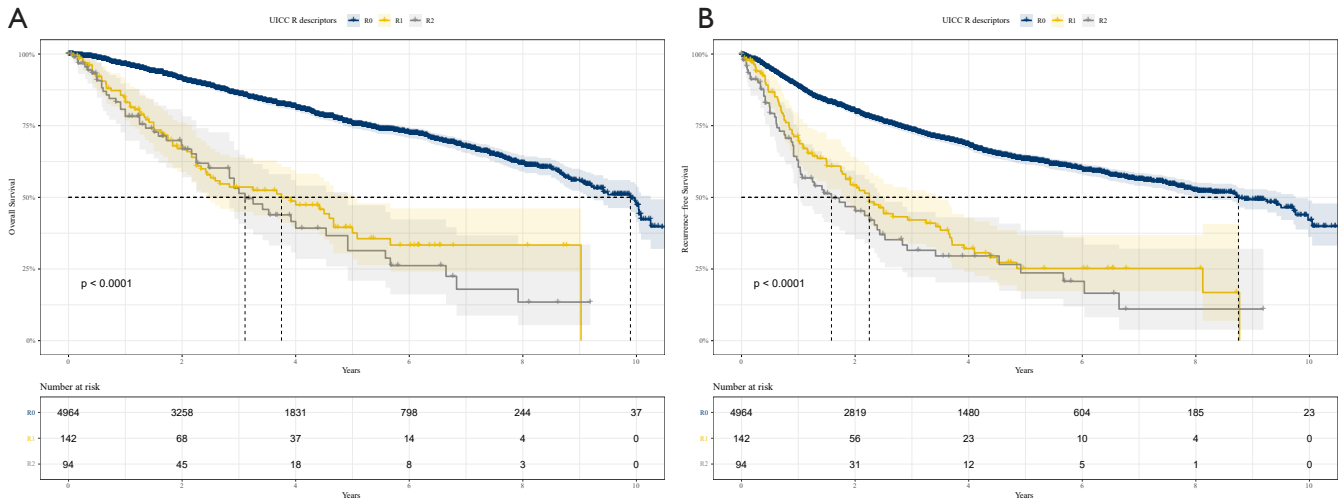 A
UICC R descriptors R0 R1 R2
Overall Survival
100%
75%
50%
25%
0%
p < 0.0001
0 2 4 6 8 10
Years
Number at risk
R0 4964 3258 1831 798 244 37
R1 142 68 37 14 4 0
R2 94 45 18 8 3 0
0 2 4 6 8 10
Years
B
UICC R descriptors R0 R1 R2
Recurrence-free Survival
100%
75%
50%
25%
0%
p < 0.0001
0 2 4 6 8 10
Years
Number at risk
R0 4964 2819 1480 604 185 23
R1 142 56 23 10 4 0
R2 94 31 12 5 1 0
0 2 4 6 8 10
Years